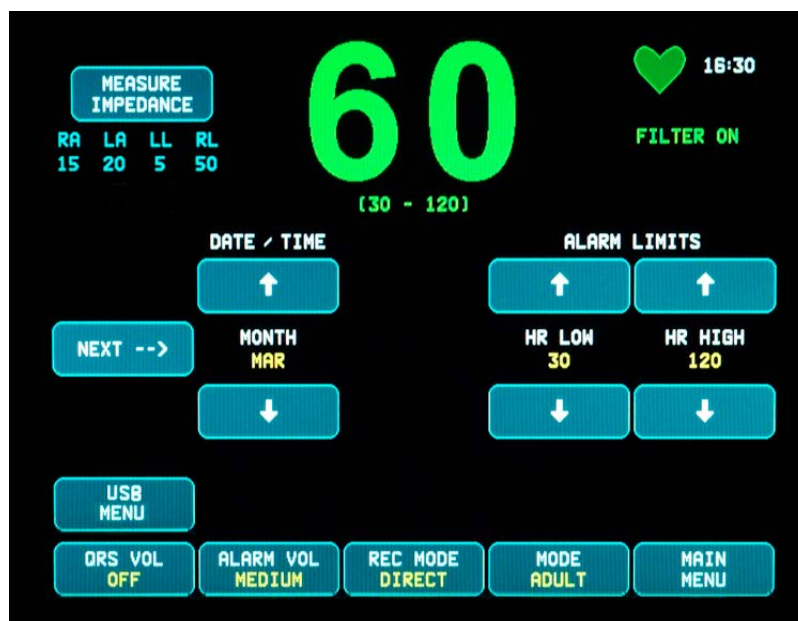 MEASURE
IMPEDANCE
RA LA LL RL
15 20 5 50
60
(30 - 120)
16:30
FILTER ON
DATE / TIME
ALARM LIMITS
NEXT -->
MONTH
MAR
HR LOW
30
HR HIGH
120
USB
MENU
QRS VOL
OFF
ALARM VOL
MEDIUM
REC MODE
DIRECT
MODE
ADULT
MAIN
MENU